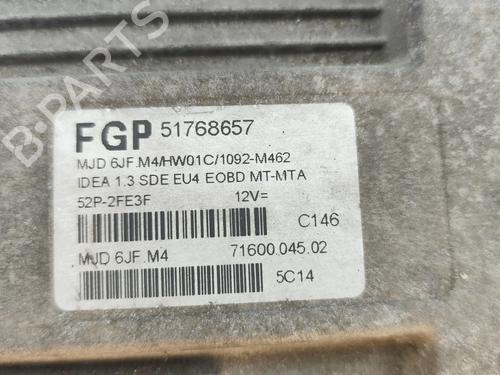 FGP 51768657
MJD 6JF.M4/HW01C/1092-M462
IDEA 1.3 SDE EU4 EOBD MT-MTA
52P-2FE3F 12V=
C146
MJD 6JF.M4 71600.045.02
5C14
B-PARTS